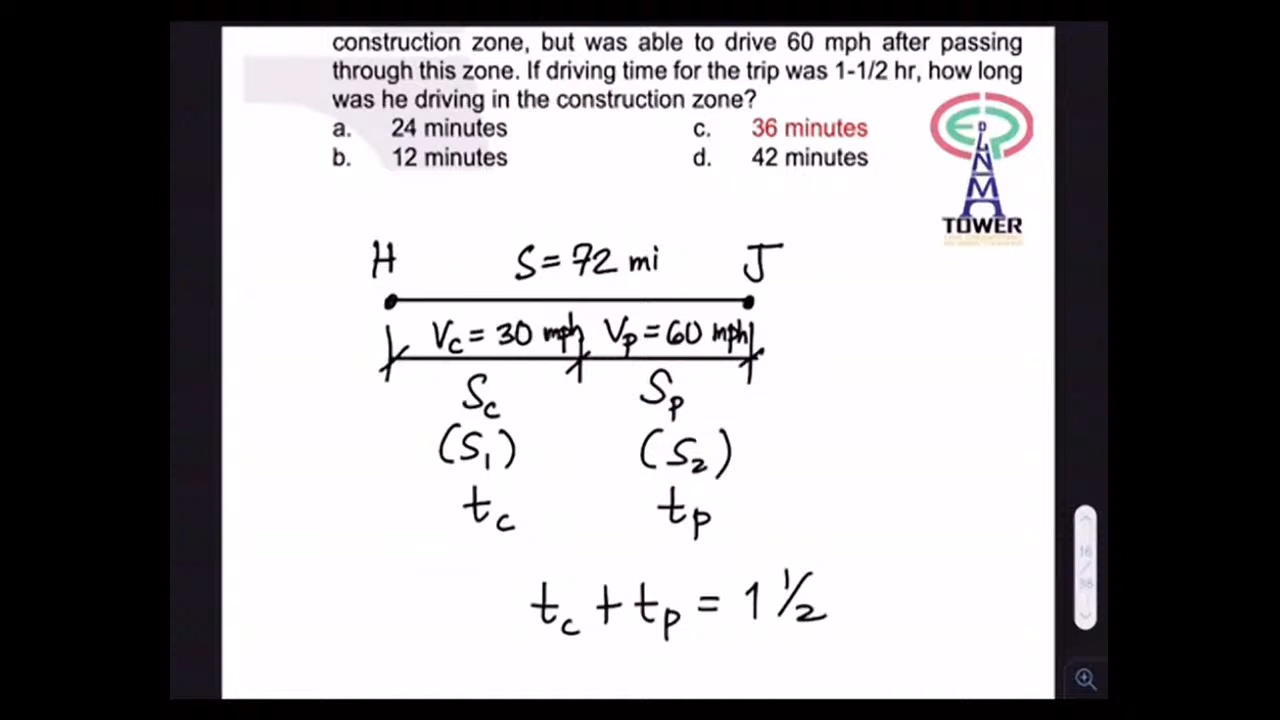 construction zone, but was able to drive 60 mph after passing
through this zone. If driving time for the trip was 1-1/2 hr, how long
was he driving in the construction zone?
a. 24 minutes c. 36 minutes
b. 12 minutes d. 42 minutes
TOWER
H S = 72 mi J
Vc = 30 mph Vp = 60 mph
Sc Sp
(S1) (S2)
tc tp
tc + tp = 1 1/2
16
/